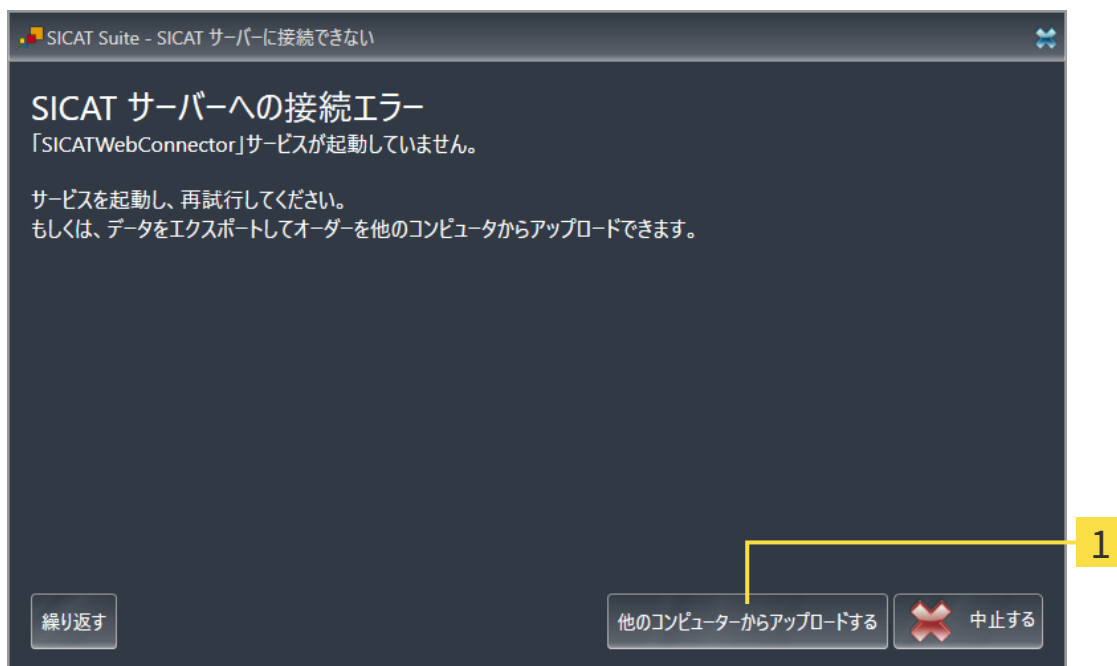 SICAT Suite - SICAT サーバーに接続できない
SICAT サーバーへの接続エラー
「SICATWebConnector」サービスが起動していません。
サービスを起動し、再試行してください。
もしくは、データをエクスポートしてオーダーを他のコンピュータからアップロードできます。
1
繰り返す
他のコンピューターからアップロードする
中止する